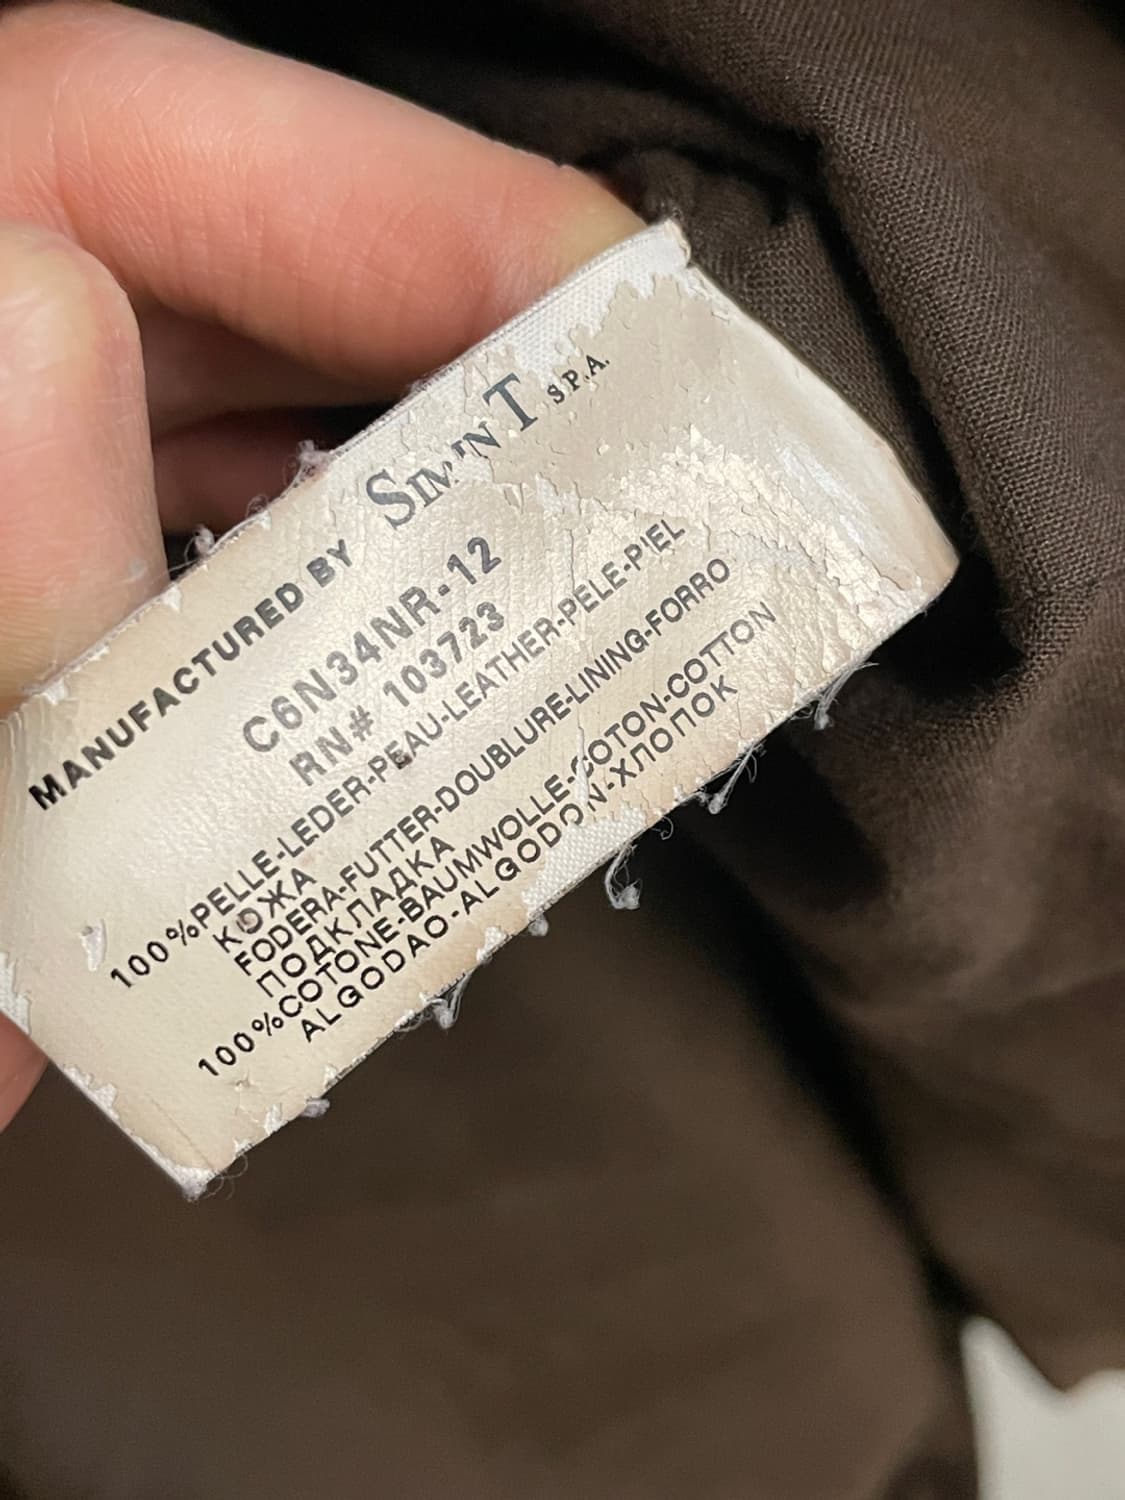 MANUFACTURED BY S.P.A.
C6N34NR-12
RN# 103723
100%PELLE-LEDER-PEAU-LEATHER-PELE-PIEL
КОЖА
FODERA-FUTTER-DOUBLURE-LINING-FORRO
ПОДКЛАДКА
100%COTONE-BAUMWOLLE-COTON-COTTON
ALGODAO-ALGODON-ХЛОПОК